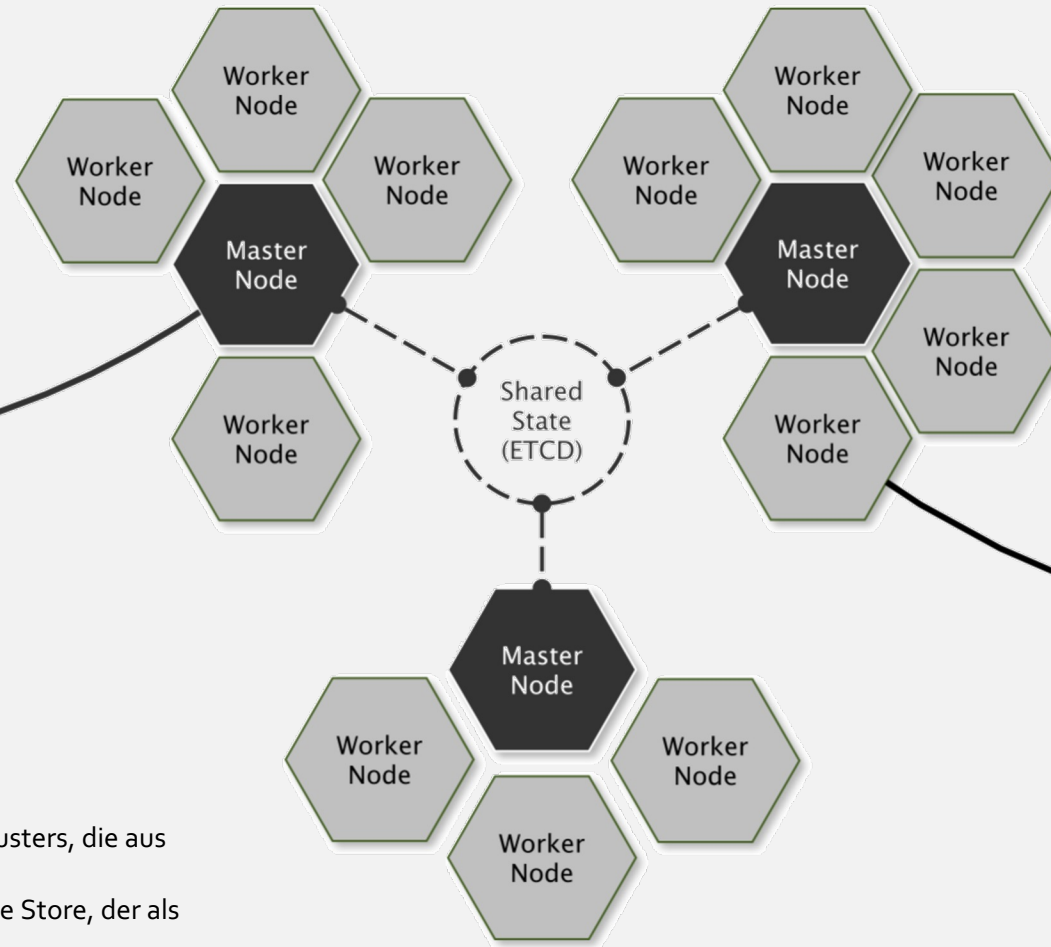 Worker
Node
Worker
Node
Worker
Node
Master
Node
Worker
Node
Worker
Node
Worker
Node
Worker
Node
Master
Node
Worker
Node
Worker
Node
Shared
State
(ETCD)
Master
Node
Worker
Node
Worker
Node
Worker
Node
usters, die aus
e Store, der als